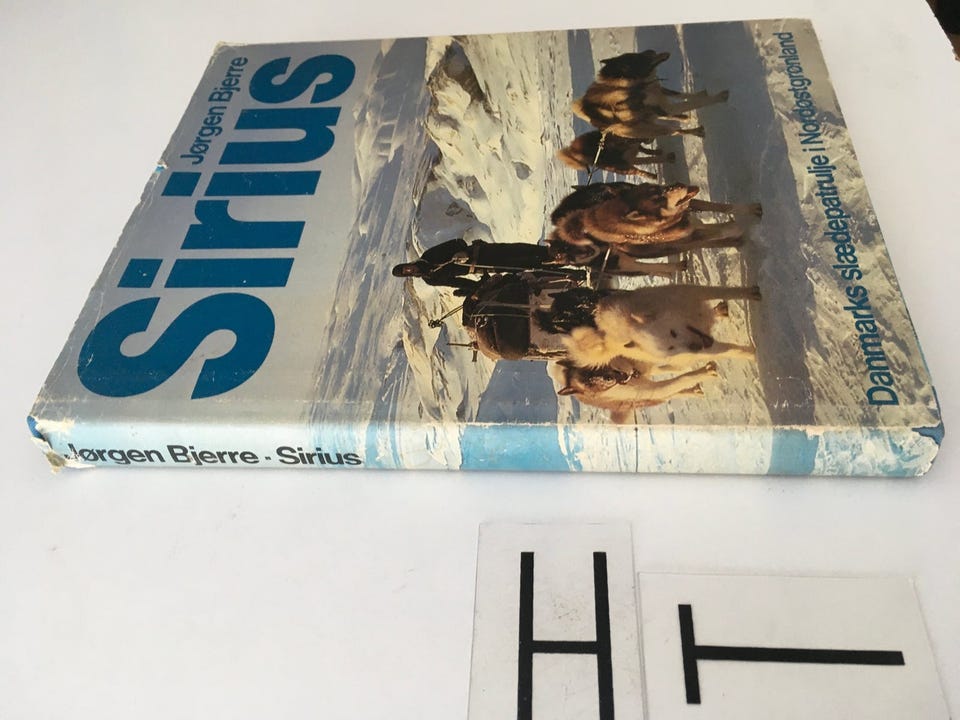 Jørgen Bjerre
Sirius
Danmarks slædepatrulje i Nordøstgrønland
Jørgen Bjerre - Sirius
H
T